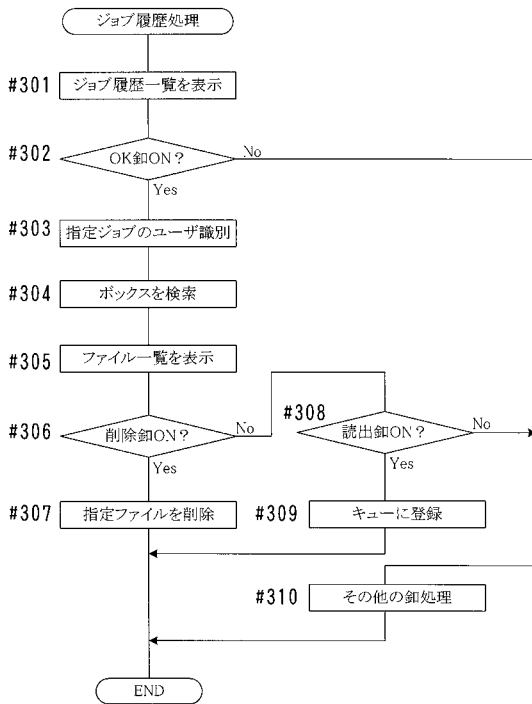 ジョブ履歴処理
#301 ジョブ履歴一覧を表示
#302 OK釦ON? No
Yes
#303 指定ジョブのユーザ識別
#304 ボックスを検索
#305 ファイル一覧を表示
#306 削除釦ON? No
Yes
#308 読出釦ON? No
Yes
#307 指定ファイルを削除
#309 キューに登録
#310 その他の釦処理
END